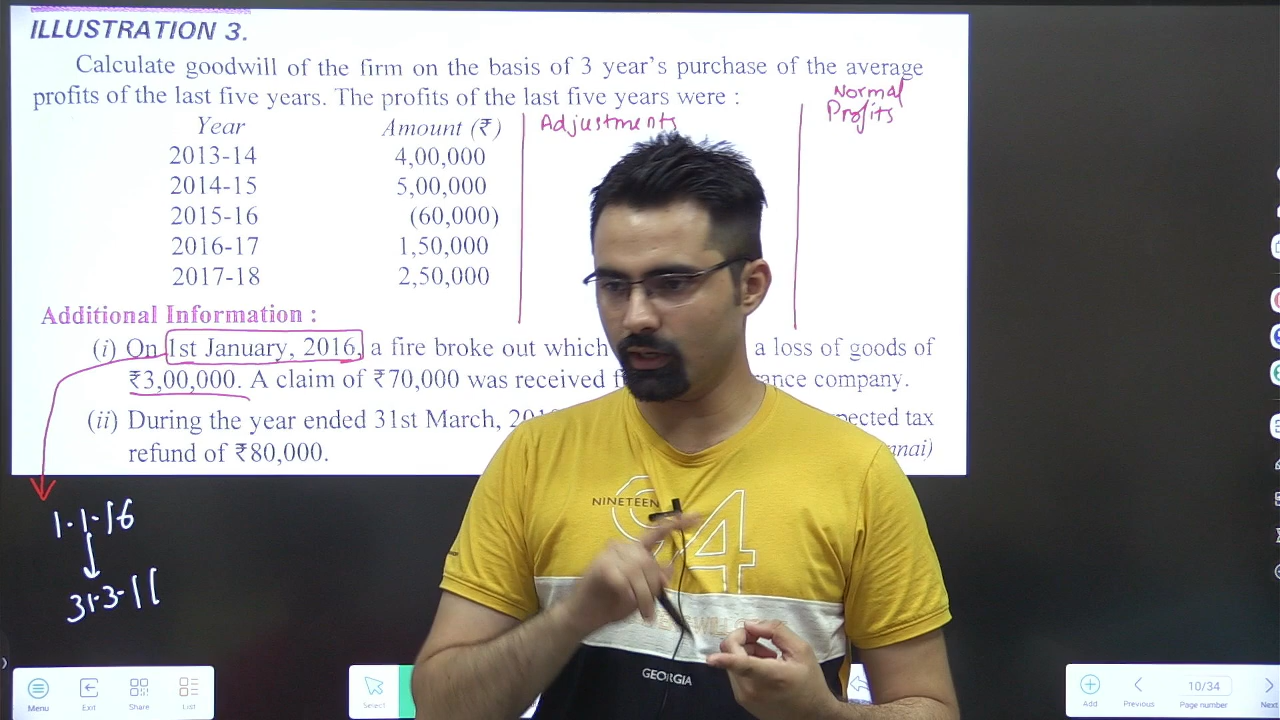 ILLUSTRATION 3.
Calculate goodwill of the firm on the basis of 3 year's purchase of the average
profits of the last five years. The profits of the last five years were :
Normal
Profits
Year Amount (₹) Adjustments
2013-14 4,00,000
2014-15 5,00,000
2015-16 (60,000)
2016-17 1,50,000
2017-18 2,50,000
Additional Information :
(i) On 1st January, 2016, a fire broke out which a loss of goods of
₹3,00,000. A claim of ₹70,000 was received company.
(ii) During the year ended 31st March, tax
refund of ₹80,000.
1.1.16
31.3.1
NINETEEN
94
GEORGIA
Menu
Exit
Share
List
Select
Add
Previous
10/34
Page number
Next